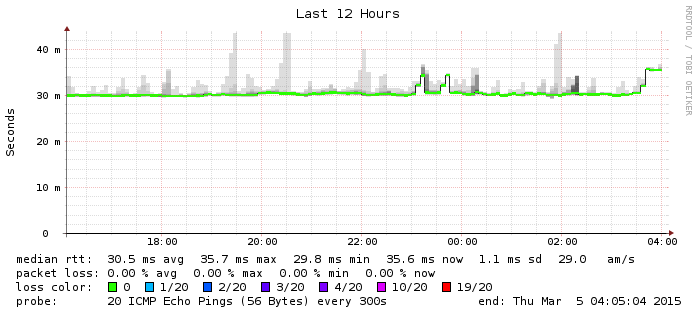 Last 12 Hours
RRDTOOL / TOBI OETIKER
Seconds
40 m
30 m
20 m
10 m
0
18:00 20:00 22:00 00:00 02:00 04:00
median rtt: 30.5 ms avg 35.7 ms max 29.8 ms min 35.6 ms now 1.1 ms sd 29.0 am/s
packet loss: 0.00 % avg 0.00 % max 0.00 % min 0.00 % now
loss color: 0 1/20 2/20 3/20 4/20 10/20 19/20
probe: 20 ICMP Echo Pings (56 Bytes) every 300s end: Thu Mar 5 04:05:04 2015